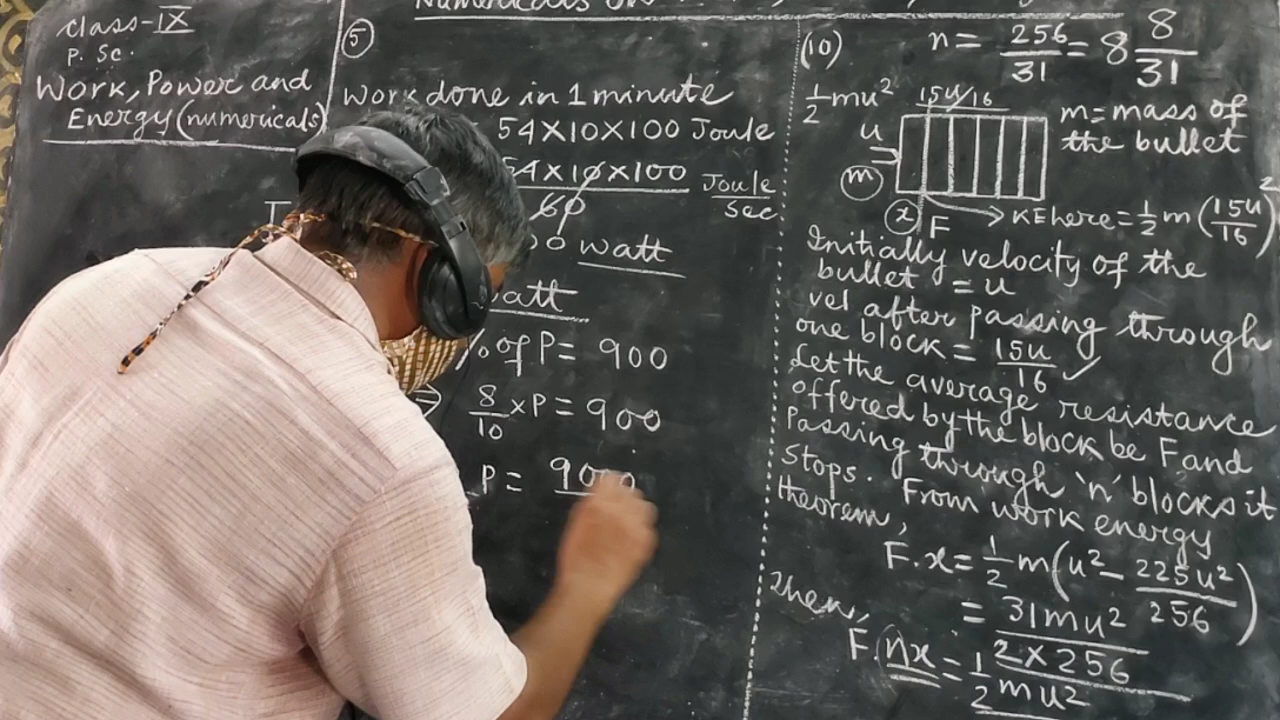 Class-IX
P. Sc.
Work, Power and
Energy (numericals)
Numericals on
(5)
Work done in 1 minute
54×10×100 Joule
54×10×100 Joule
60 sec
00 watt
watt
% of P = 900
⇒ 8/10 × P = 900
P = 9000
(10)
n = 256/31 = 8 8/31
1/2 mu² 15u/16
m = mass of
the bullet
u
m
x F → KE here = 1/2 m (15u/16)²
Initially velocity of the
bullet = u
vel after passing through
one block = 15u/16 ✓
Let the average resistance
offered by the block be F and
Passing through 'n' blocks it
stops. From work energy
theorem,
F.x = 1/2 m(u² - 225u²/256)
= 31mu²/2×256
Then,
F.nx = 1/2 mu²